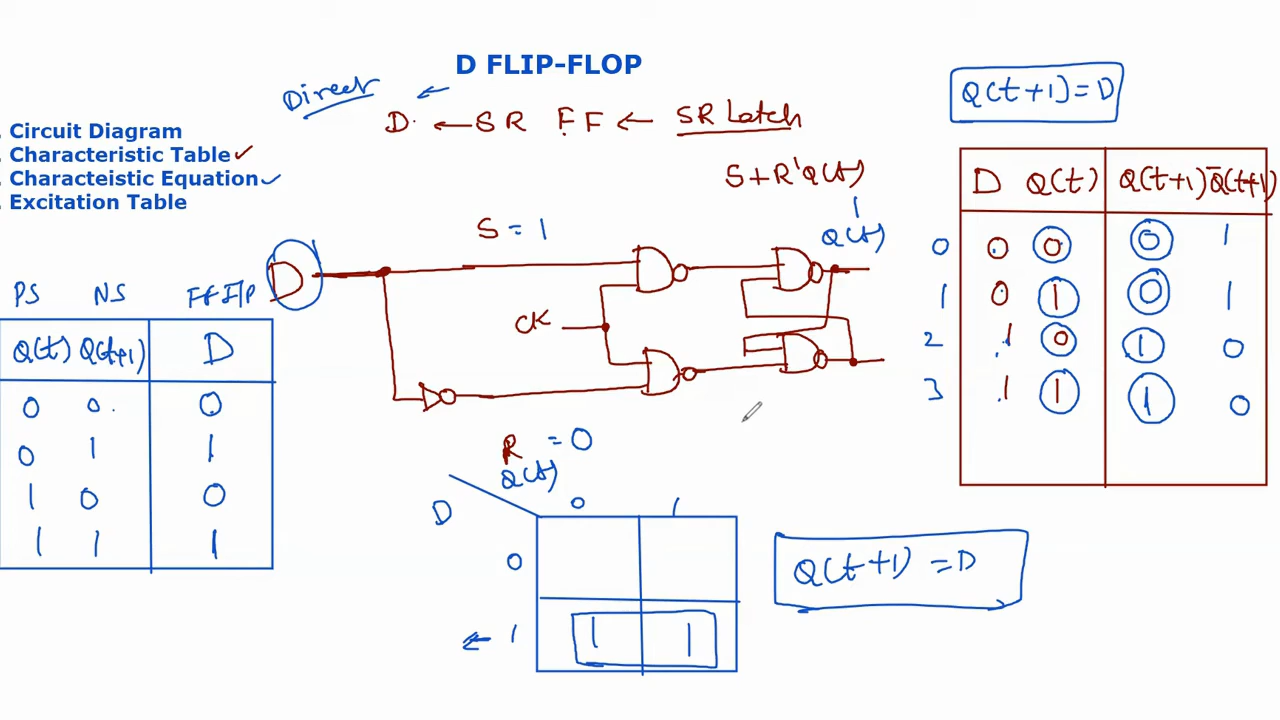 D FLIP-FLOP
Direct
D ← SR FF ← SR Latch
. Circuit Diagram
. Characteristic Table ✓
. Characteistic Equation ✓
. Excitation Table
S+R'Q(t)
S = 1
1
Q(t)
D
CK
R = 0
PS NS FF I/P
Q(t) Q(t+1) D
0 0 0
0 1 1
1 0 0
1 1 1
Q(t)
D 0 1
0
← 1 1 1
Q(t+1) = D
Q(t+1) = D
D Q(t) Q(t+1) Q̅(t+1)
0 0 0 0 1
1 0 1 0 1
2 1 0 1 0
3 1 1 1 0